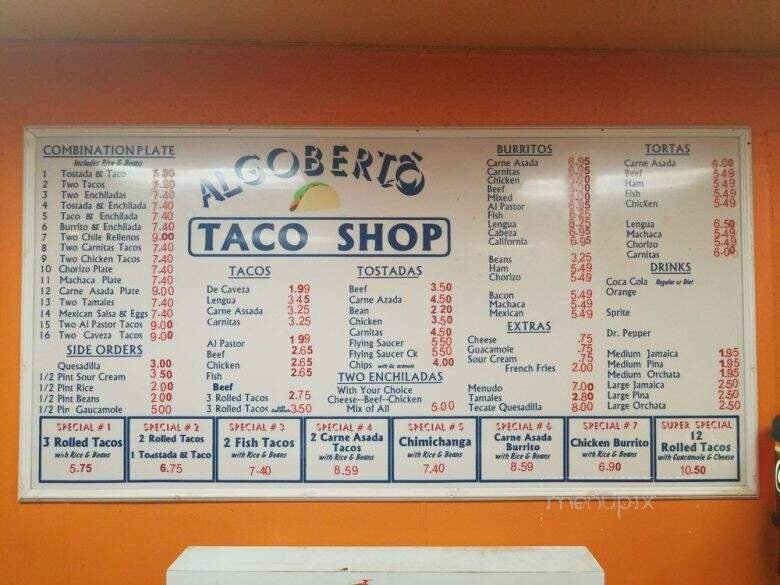 ALGOBERTO
TACO SHOP
COMBINATION PLATE
Includes Rice & Beans
1 Tostada & Taco
2 Two Tacos
3 Two Enchiladas 7.40
4 Tostada & Enchilada 7.40
5 Taco & Enchilada 7.40
6 Burrito & Enchilada 7.40
7 Two Chile Rellenos 9.00
8 Two Carnitas Tacos 7.40
9 Two Chicken Tacos 7.40
10 Chorizo Plate 7.40
11 Machaca Plate 7.40
12 Carne Asada Plate 9.00
13 Two Tamales 7.40
14 Mexican Salsa & Eggs 7.40
15 Two Al Pastor Tacos 9.00
16 Two Caveza Tacos 9.00
SIDE ORDERS
Quesadilla 3.00
1/2 Pint Sour Cream 3 50
1/2 Pint Rice 2 00
1/2 Pint Beans 2 00
1/2 Pin Guacamole 5 00
TACOS
De Caveza 1.99
Lengua 3 45
Carne Asada 3.25
Carnitas 3.25
Al Pastor 1 99
Beef 2.65
Chicken 2.65
Fish 2.65
Beef
3 Rolled Tacos 2.75
3 Rolled Tacos 3.50
TOSTADAS
Beef 3.50
Carne Azada 4.50
Bean 2 20
Chicken 3.50
Carnitas 4.50
Flying Saucer 5 50
Flying Saucer Ck 5 50
Chips with Guacamole 4.00
TWO ENCHILADAS
With Your Choice
Cheese--Beef--Chicken
Mix of All 5 00
BURRITOS
Carne Asada 6.95
Carnitas 6.95
Chicken
Beef
Mixed
Al Pastor 6.95
Fish 6.25
Lengua 8.25
Cabeza 6.95
California 6-95
Beans 3.25
Ham 5-49
Chorizo 5-49
Bacon 5-49
Machaca 5-49
Mexican 5-49
EXTRAS
Cheese .75
Guacamole .75
Sour Cream .75
French Fries 2.00
Menudo 7.00
Tamales 2.80
Tecate Quesadilla 8.00
TORTAS
Carne Asada 6.00
Beef 5-49
Ham 5-49
Fish 5-49
Chicken 5-49
Lengua 6.50
Machaca 5-49
Chorizo 5-49
Carnitas 6-00
DRINKS
Coca Cola Regular or Diet
Orange
Sprite
Dr. Pepper
Medium Jamaica 1.95
Medium Pina 1.95
Medium Orchata 1.95
Large Jamaica 2.50
Large Pina 2.50
Large Orchata 2.50
SPECIAL # 1
3 Rolled Tacos
with Rice & Beans
5.75
SPECIAL # 2
2 Rolled Tacos
1 Toastada & Taco
6.75
SPECIAL # 3
2 Fish Tacos
with Rice & Beans
7-40
SPECIAL # 4
2 Carne Asada
Tacos
with Rice & Beans
8.59
SPECIAL # 5
Chimichanga
with Rice & Beans
7.40
SPECIAL # 6
Carne Asada
Burrito
with Rice & Beans
8.59
SPECIAL # 7
Chicken Burrito
with Rice & Beans
6.90
SUPER SPECIAL
12
Rolled Tacos
with Guacamole & Cheese
10.50
menupix